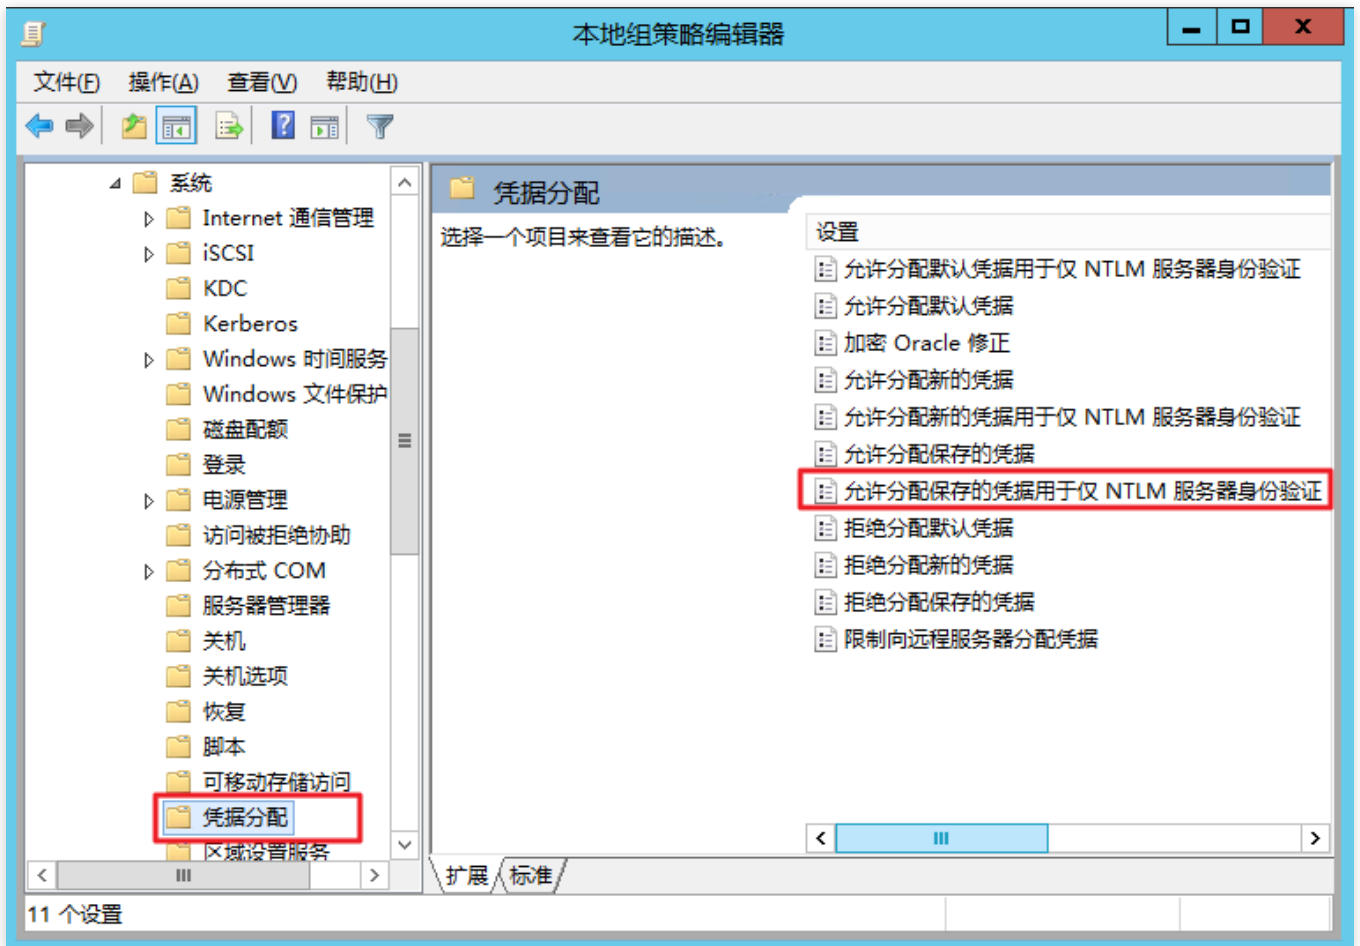 本地组策略编辑器
文件(F) 操作(A) 查看(V) 帮助(H)
系统
Internet 通信管理
iSCSI
KDC
Kerberos
Windows 时间服务
Windows 文件保护
磁盘配额
登录
电源管理
访问被拒绝协助
分布式 COM
服务器管理器
关机
关机选项
恢复
脚本
可移动存储访问
凭据分配
区域设置服务
凭据分配
选择一个项目来查看它的描述。
设置
允许分配默认凭据用于仅 NTLM 服务器身份验证
允许分配默认凭据
加密 Oracle 修正
允许分配新的凭据
允许分配新的凭据用于仅 NTLM 服务器身份验证
允许分配保存的凭据
允许分配保存的凭据用于仅 NTLM 服务器身份验证
拒绝分配默认凭据
拒绝分配新的凭据
拒绝分配保存的凭据
限制向远程服务器分配凭据
扩展 标准
11 个设置